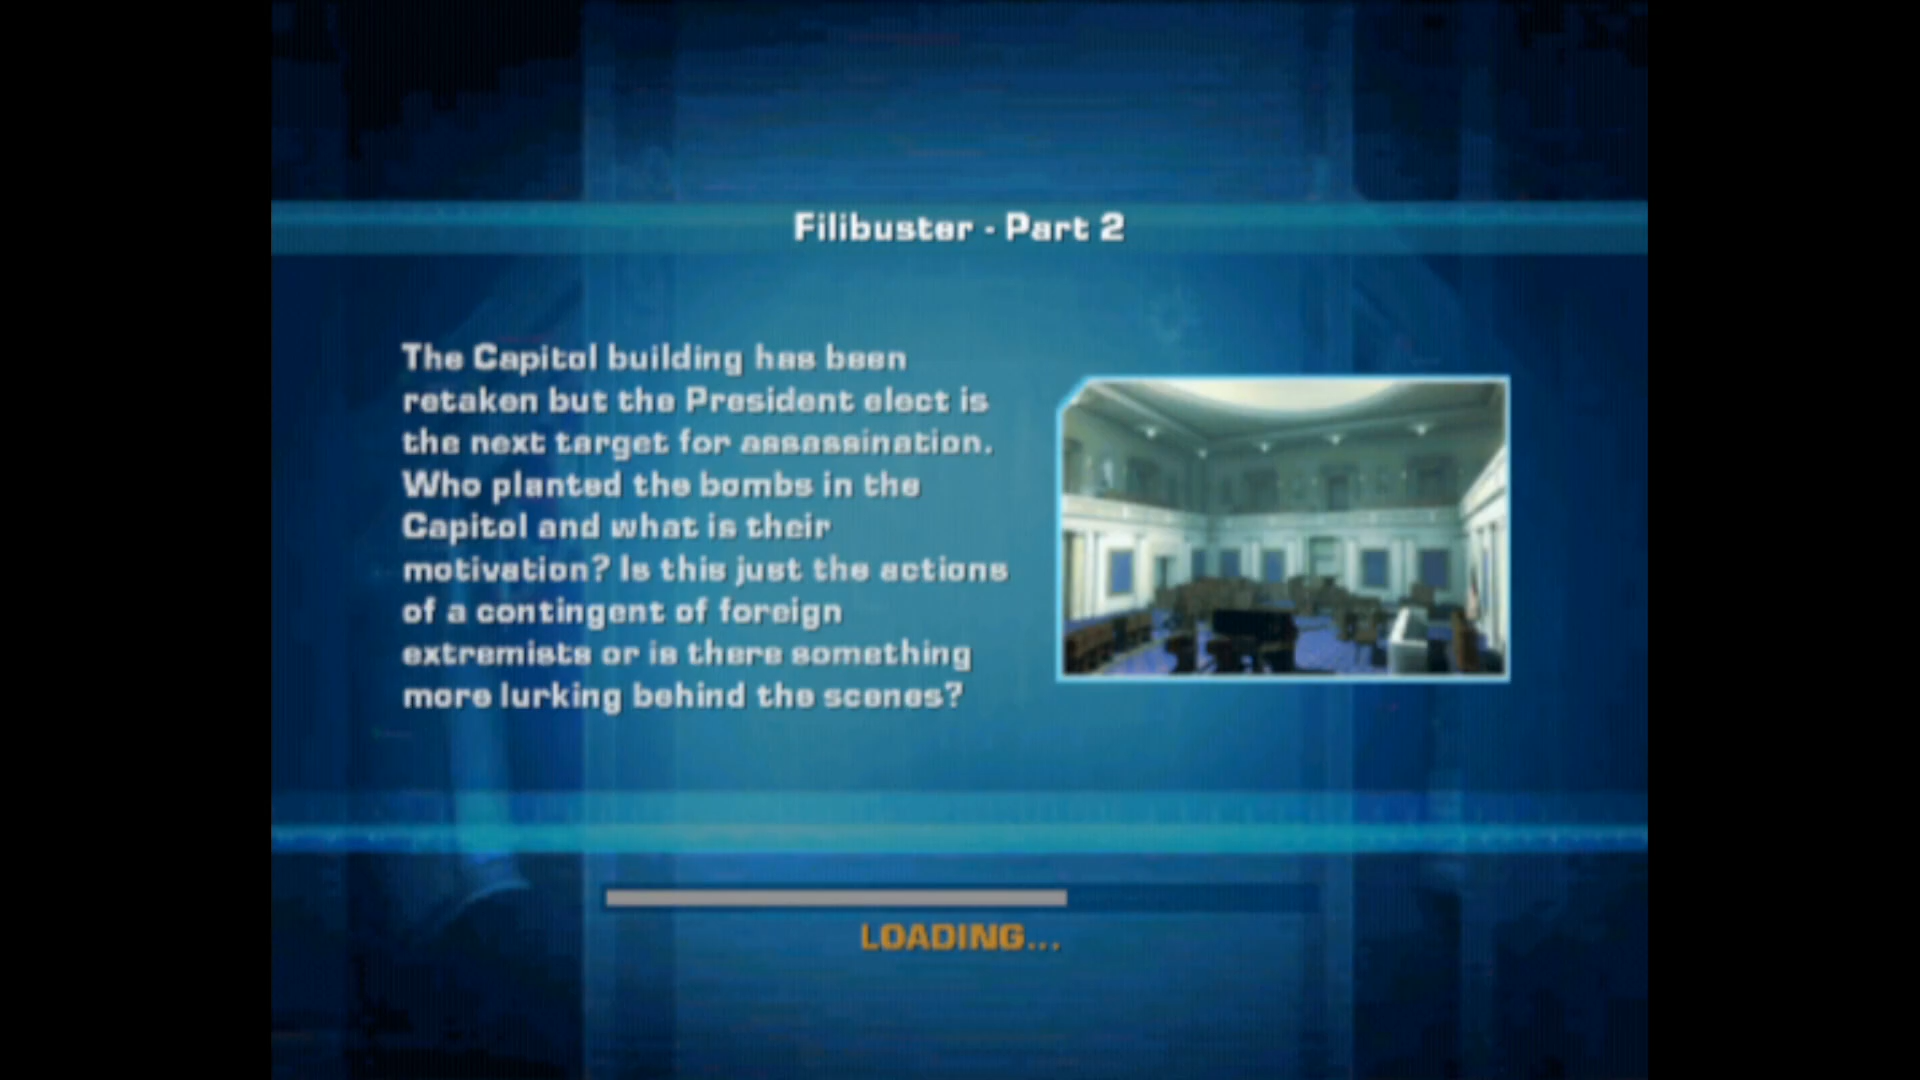 Filibuster - Part 2
The Capitol building has been
retaken but the President elect is
the next target for assassination.
Who planted the bombs in the
Capitol and what is their
motivation? Is this just the actions
of a contingent of foreign
extremists or is there something
more lurking behind the scenes?
LOADING...